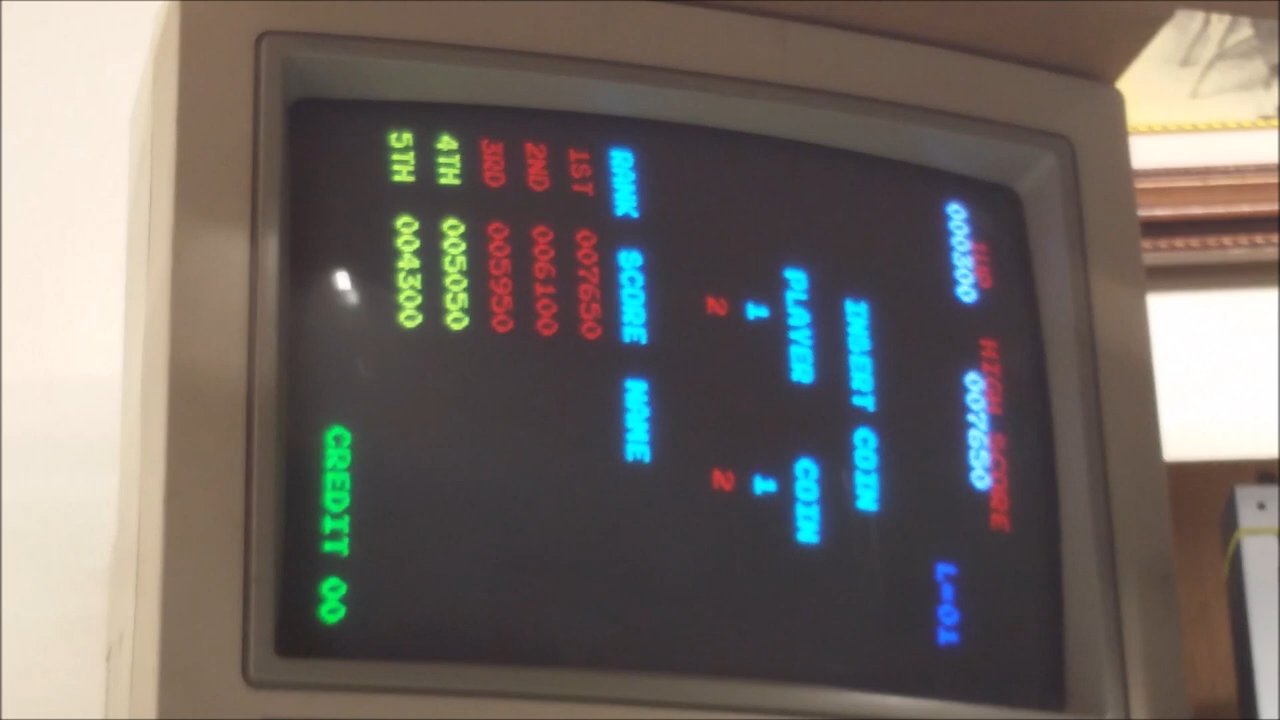 1UP HIGH SCORE
000300 007650 L=01
INSERT COIN
PLAYER COIN
1 1
2 2
RANK SCORE NAME
1ST 007650
2ND 006100
3RD 005950
4TH 005050
5TH 004300
CREDIT 00